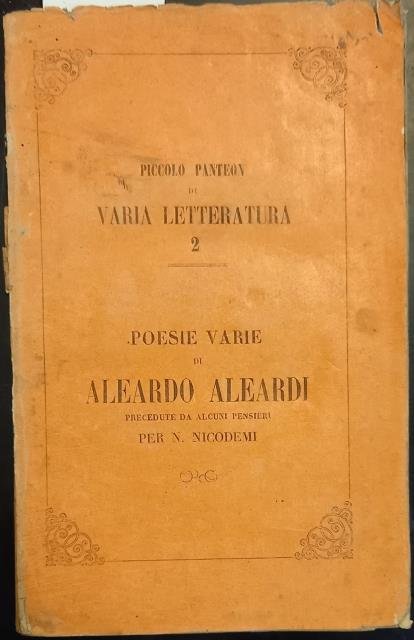 PICCOLO PANTEON
DI
VARIA LETTERATURA
2
POESIE VARIE
DI
ALEARDO ALEARDI
PRECEDUTE DA ALCUNI PENSIERI
PER N. NICODEMI